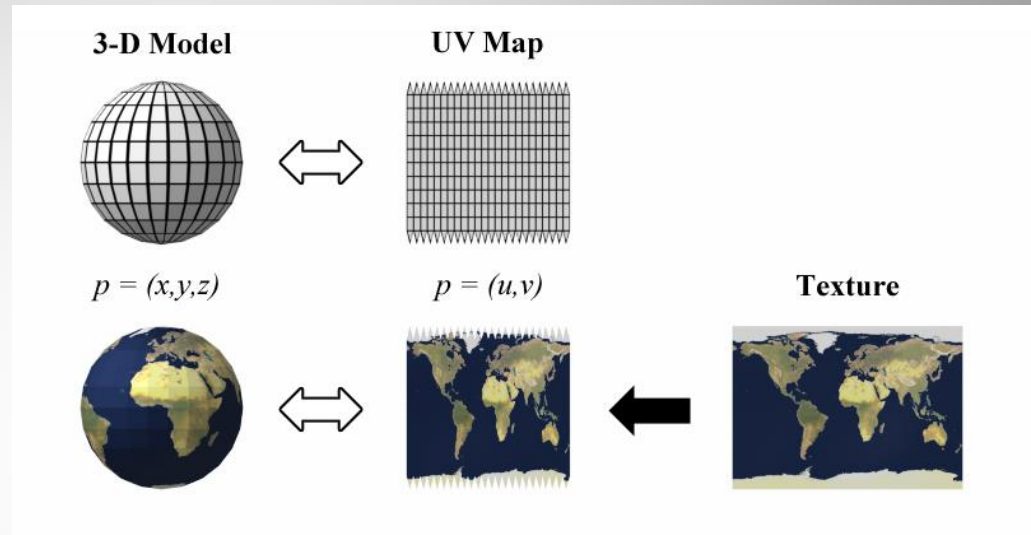 3-D Model
UV Map
p = (x,y,z)
p = (u,v)
Texture